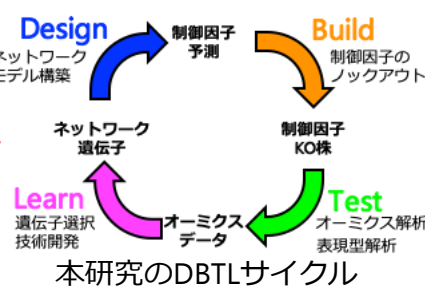 Design
ネットワーク
モデル構築
制御因子
予測
Build
制御因子の
ノックアウト
ネットワーク
遺伝子
制御因子
KO株
Learn
遺伝子選択
技術開発
オーミクス
データ
Test
オーミクス解析
表現型解析
本研究のDBTLサイクル